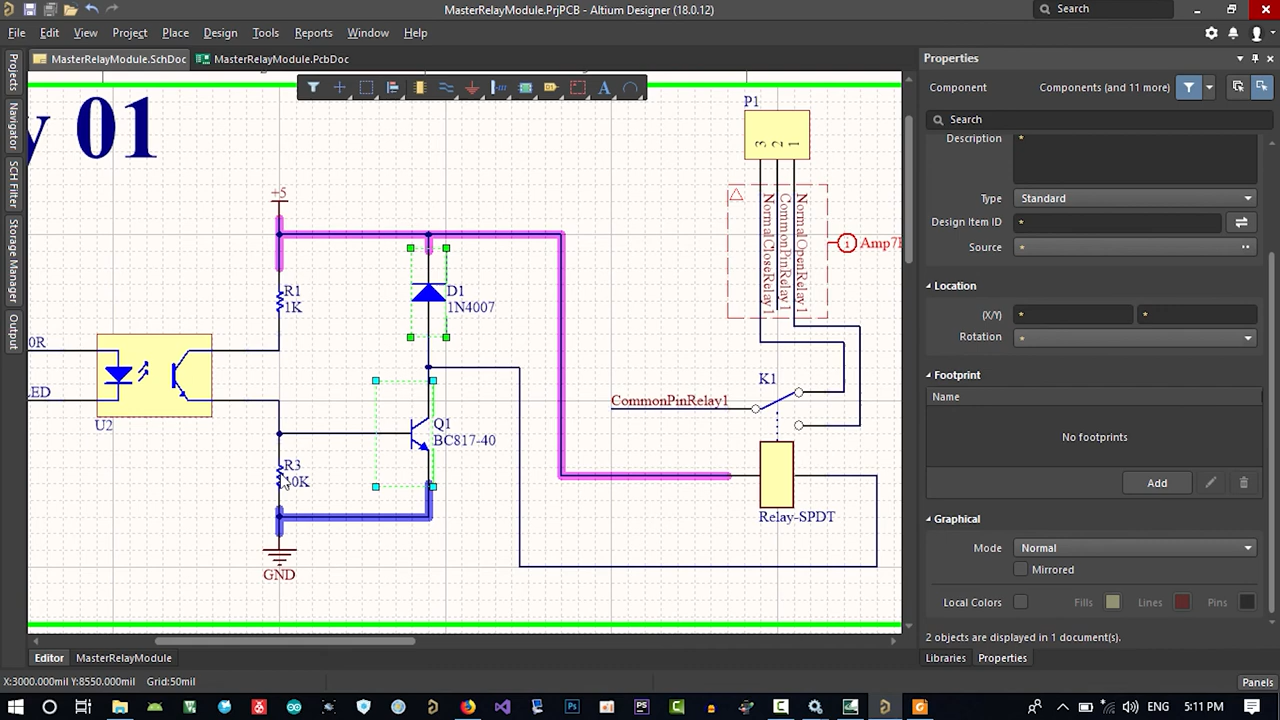 MasterRelayModule.PrjPCB - Altium Designer (18.0.12)
Search
File Edit View Project Place Design Tools Reports Window Help
MasterRelayModule.SchDoc MasterRelayModule.PcbDoc
Projects
Navigator
SCH Filter
Storage Manager
Output
y 01
+5
R1
1K
D1
1N4007
0R
LED
U2
Q1
BC817-40
R3
10K
GND
P1
3 2 1
NormalCloseRelay1
CommonPinRelay1
NormalOpenRelay1
1
K1
CommonPinRelay1
Relay-SPDT
Properties
Component Components (and 11 more)
Search
Description *
Type Standard
Design Item ID *
Source *
Location
(X/Y) * *
Rotation *
Footprint
Name
No footprints
Add
Graphical
Mode Normal
Mirrored
Local Colors Fills Lines Pins
2 objects are displayed in 1 document(s).
Editor MasterRelayModule
Libraries Properties
X:3000.000mil Y:8550.000mil Grid:50mil
Panels
ENG 5:11 PM